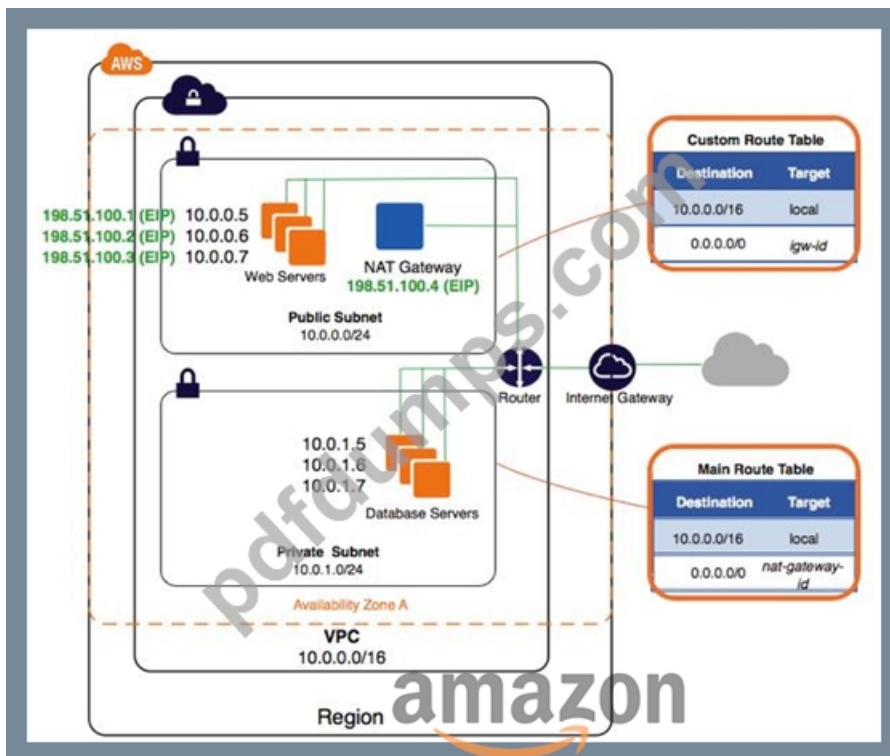 AWS
198.51.100.1 (EIP) 10.0.0.5
198.51.100.2 (EIP) 10.0.0.6
198.51.100.3 (EIP) 10.0.0.7
Web Servers
NAT Gateway
198.51.100.4 (EIP)
Public Subnet
10.0.0.0/24
Custom Route Table
Destination Target
10.0.0.0/16 local
0.0.0.0/0 igw-id
Router
Internet Gateway
10.0.1.5
10.0.1.6
10.0.1.7
Database Servers
Private Subnet
10.0.1.0/24
Availability Zone A
VPC
10.0.0.0/16
Region
Main Route Table
Destination Target
10.0.0.0/16 local
0.0.0.0/0 nat-gateway-
id
pdfdumps.com
amazon